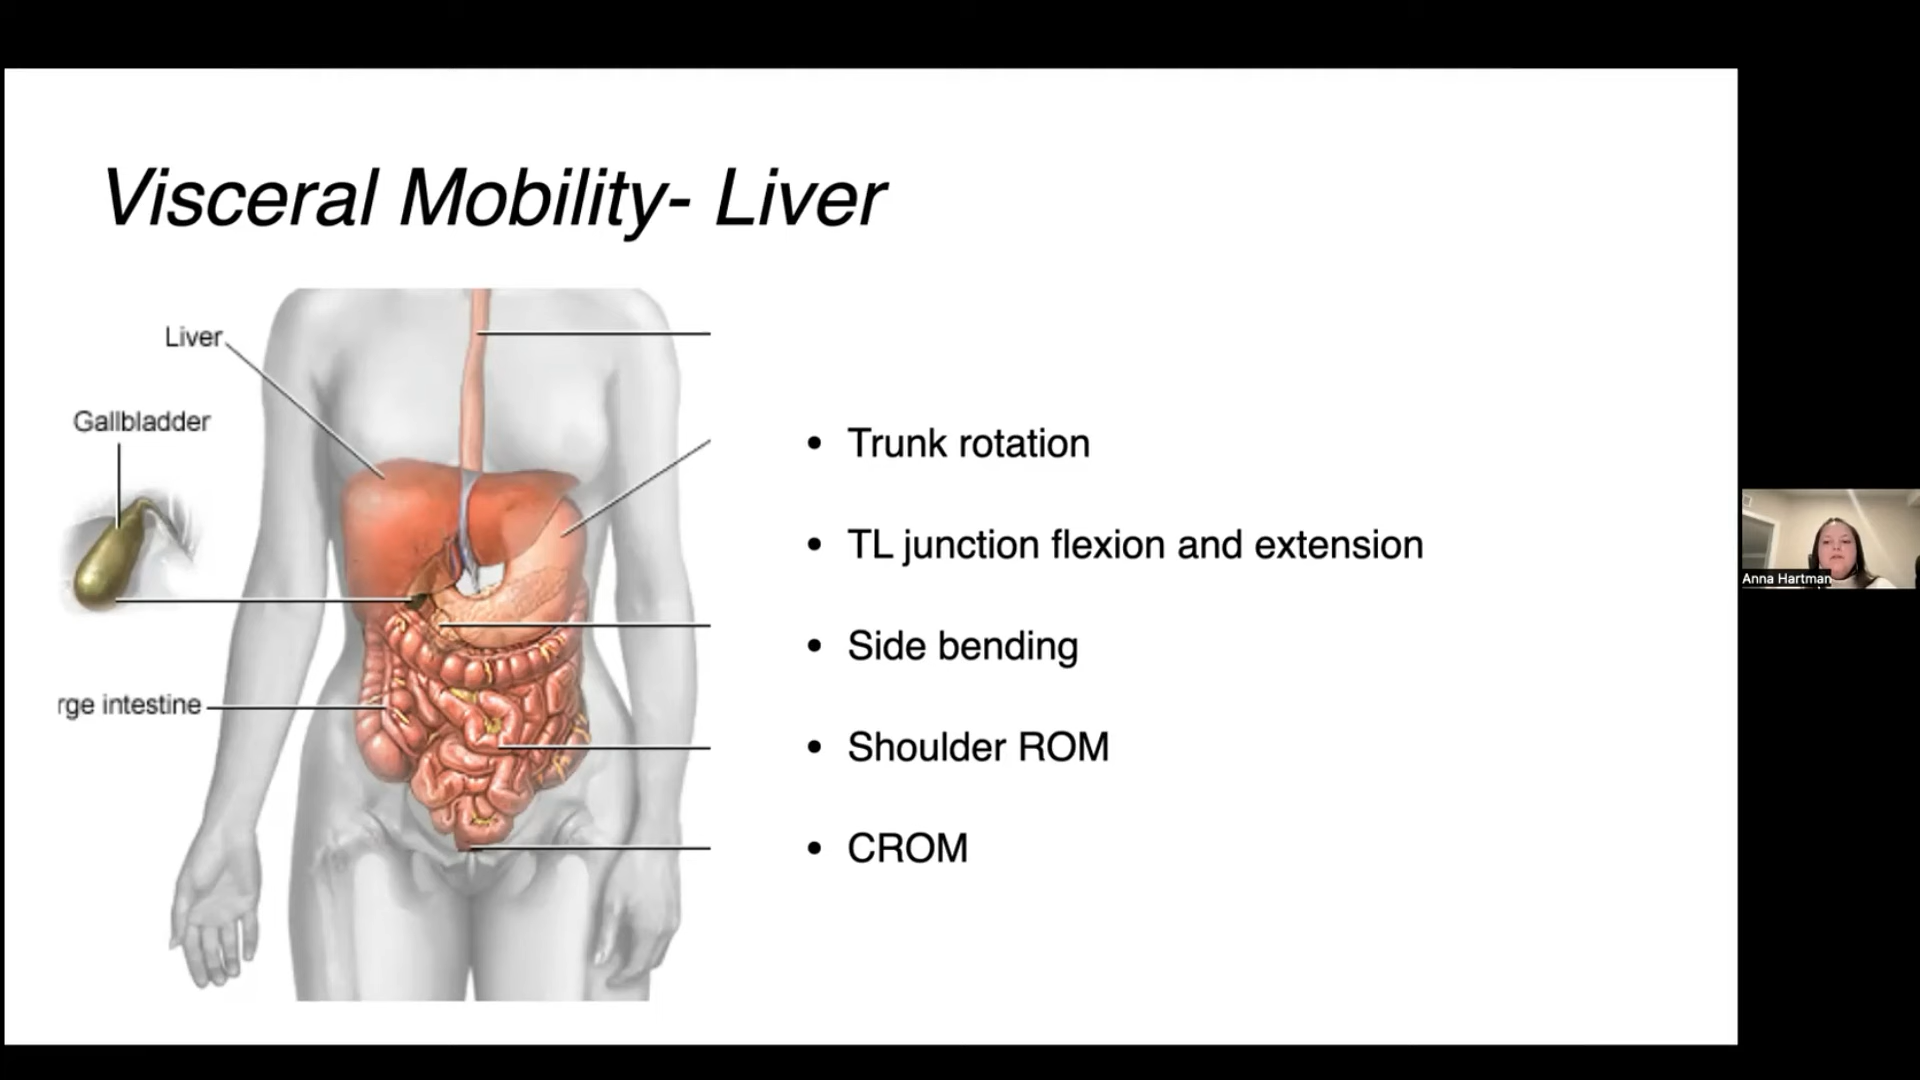 Visceral Mobility- Liver
Liver
Gallbladder
rge intestine
• Trunk rotation
• TL junction flexion and extension
• Side bending
• Shoulder ROM
• CROM
Anna Hartman